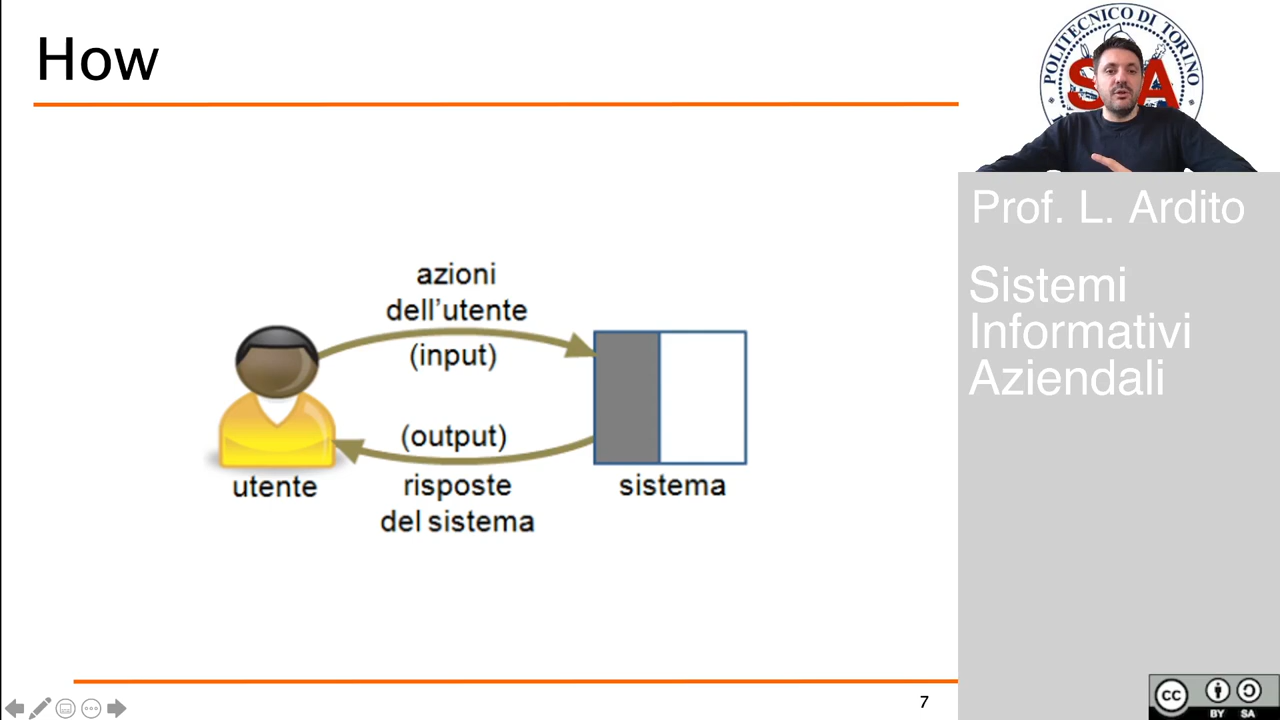 How
azioni
dell'utente
(input)
(output)
utente
risposte
del sistema
sistema
7
POLITECNICO DI TORINO
Prof. L. Ardito
Sistemi
Informativi
Aziendali
cc
BY SA